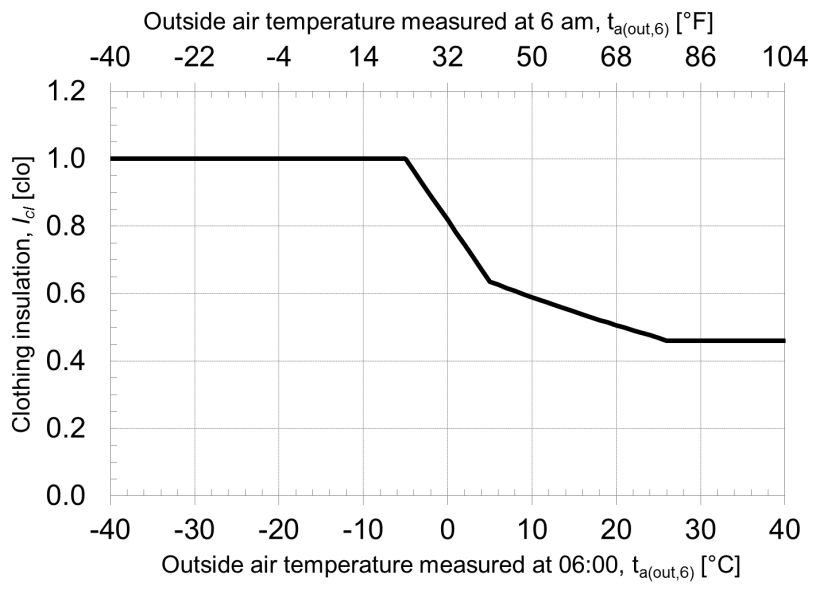 Outside air temperature measured at 6 am, ta(out,6) [°F]
-40 -22 -4 14 32 50 68 86 104
Clothing insulation, Icl [clo]
1.2
1.0
0.8
0.6
0.4
0.2
0.0
-40 -30 -20 -10 0 10 20 30 40
Outside air temperature measured at 06:00, ta(out,6) [°C]